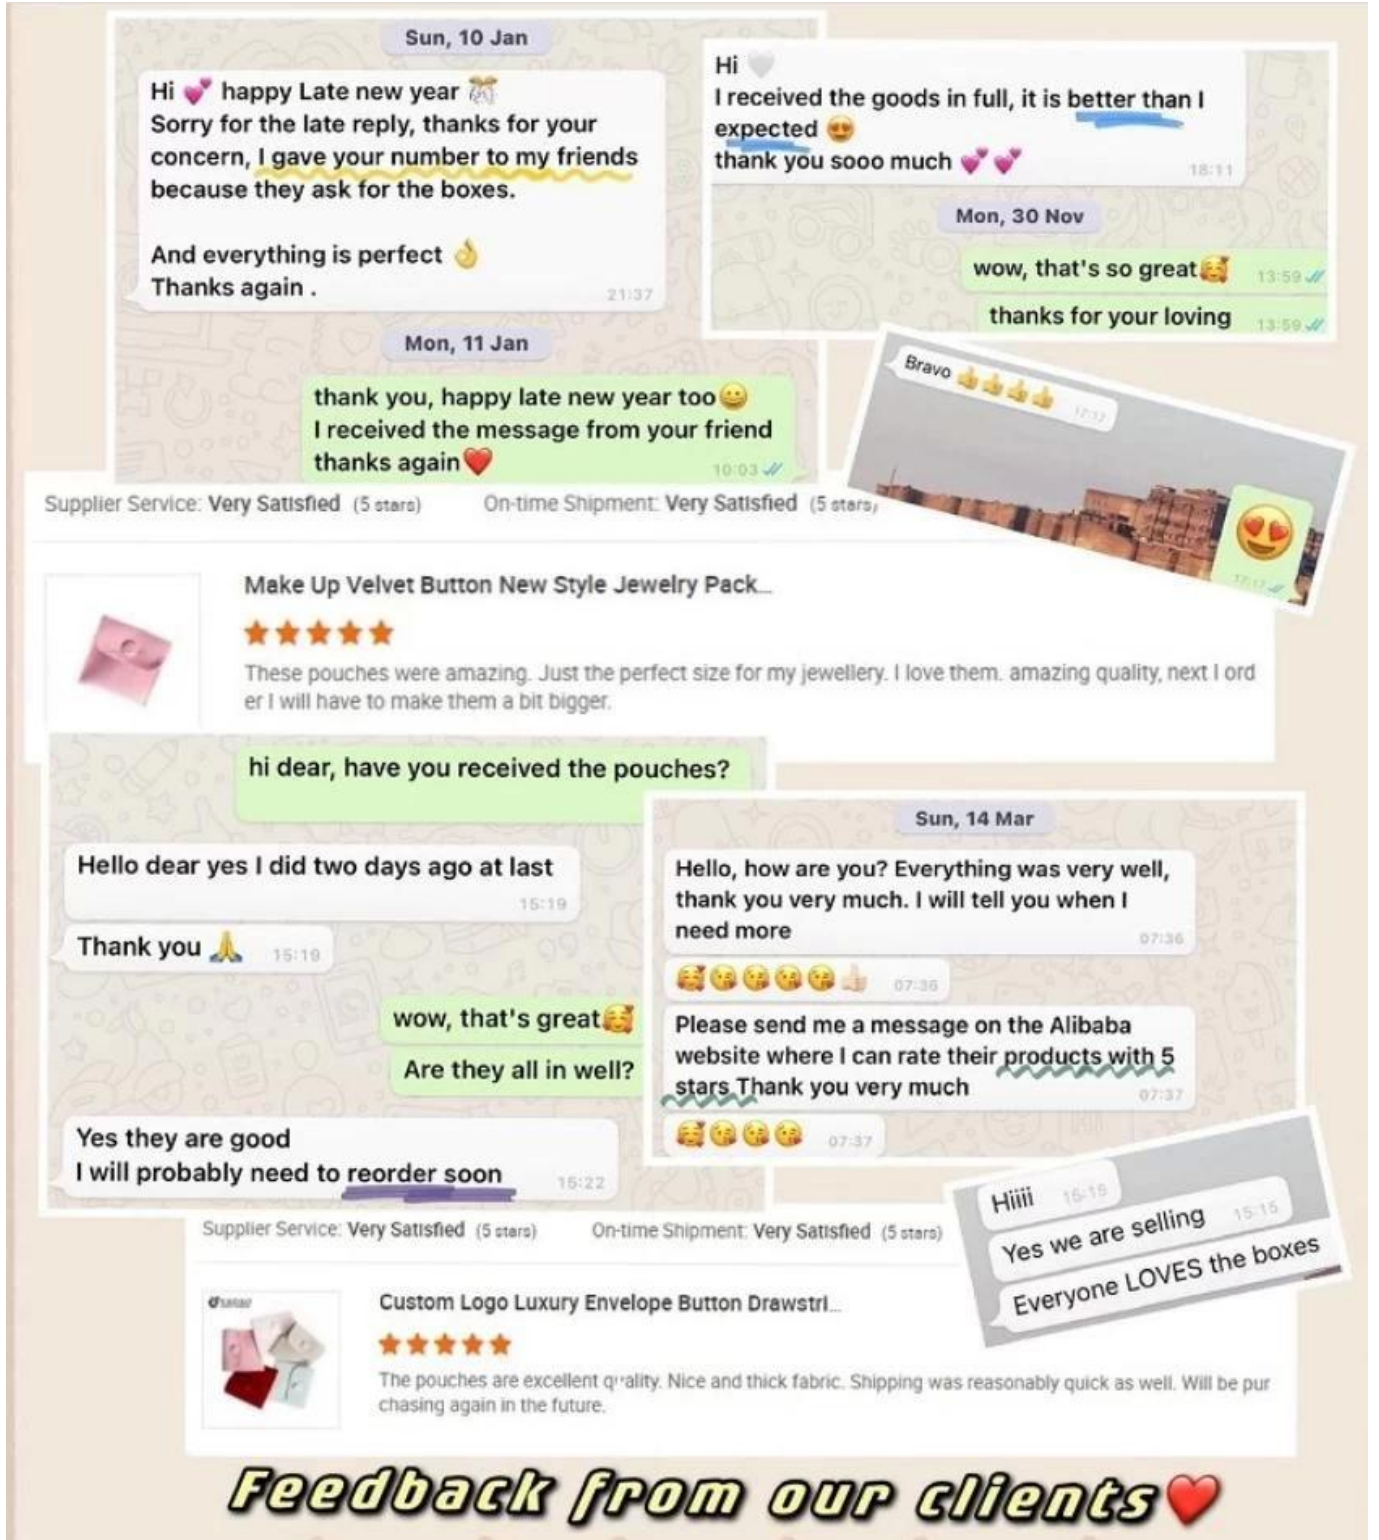 Sun, 10 Jan
Hi 💕 happy Late new year 🎊
Sorry for the late reply, thanks for your
concern, I gave your number to my friends
because they ask for the boxes.
And everything is perfect 👌
Thanks again .
21:37
Mon, 11 Jan
thank you, happy late new year too😀
I received the message from your friend
thanks again❤️
10:03
Hi 🤍
I received the goods in full, it is better than I
expected 😍
thank you sooo much 💕 💕
18:11
Mon, 30 Nov
wow, that's so great🥰
13:59
thanks for your loving
13:59
Bravo 👍👍👍👍
17:17
😍
17:17
Supplier Service: Very Satisfied (5 stars) On-time Shipment: Very Satisfied (5 stars)
Make Up Velvet Button New Style Jewelry Pack...
These pouches were amazing. Just the perfect size for my jewellery. I love them. amazing quality, next I ord
er I will have to make them a bit bigger.
hi dear, have you received the pouches?
Hello dear yes I did two days ago at last
15:19
Thank you 🙏 15:19
wow, that's great🥰
Are they all in well?
Yes they are good
I will probably need to reorder soon
15:22
Sun, 14 Mar
Hello, how are you? Everything was very well,
thank you very much. I will tell you when I
need more
07:36
🥰😘😘😘😘👍🏻 07:36
Please send me a message on the Alibaba
website where I can rate their products with 5
stars Thank you very much
07:37
🥰😘😘😘 07:37
Hiiii 15:15
Yes we are selling 15:15
Everyone LOVES the boxes
Supplier Service: Very Satisfied (5 stars) On-time Shipment: Very Satisfied (5 stars)
Custom Logo Luxury Envelope Button Drawstri...
The pouches are excellent quality. Nice and thick fabric. Shipping was reasonably quick as well. Will be pur
chasing again in the future.
Feedback from our clients❤️